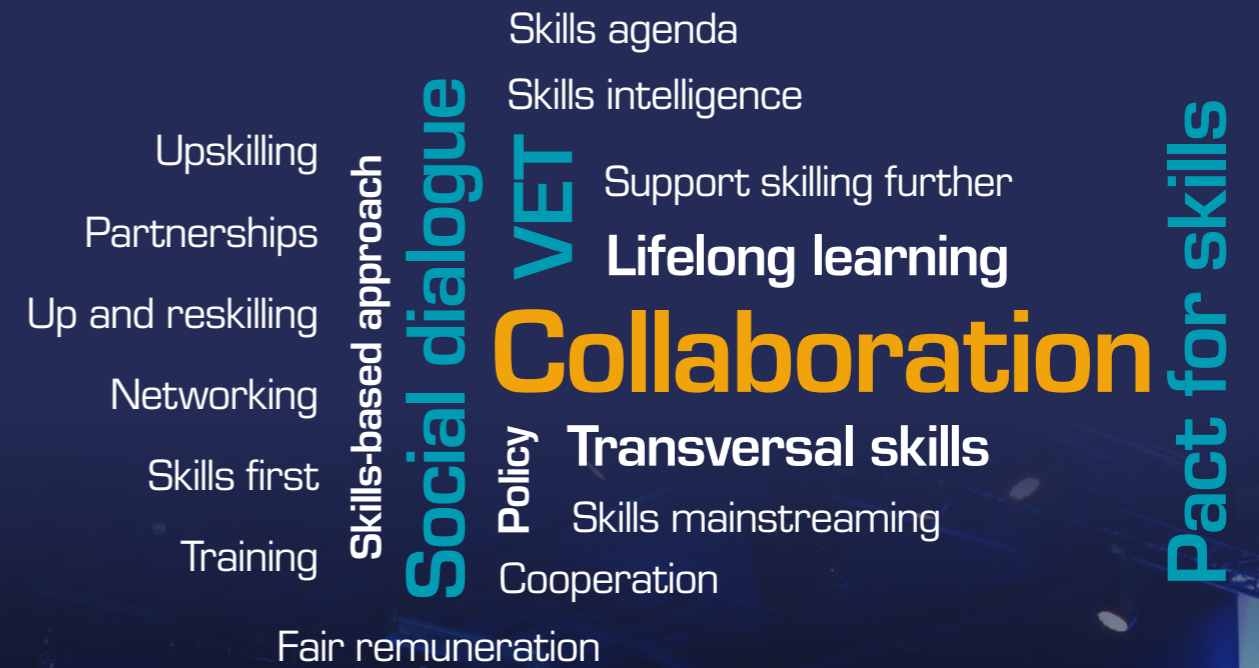 Skills agenda
Skills intelligence
Upskilling
Partnerships
Up and reskilling
Networking
Skills first
Training
Skills-based approach
Social dialogue
VET
Support skilling further
Lifelong learning
Collaboration
Policy
Transversal skills
Skills mainstreaming
Cooperation
Pact for skills
Fair remuneration